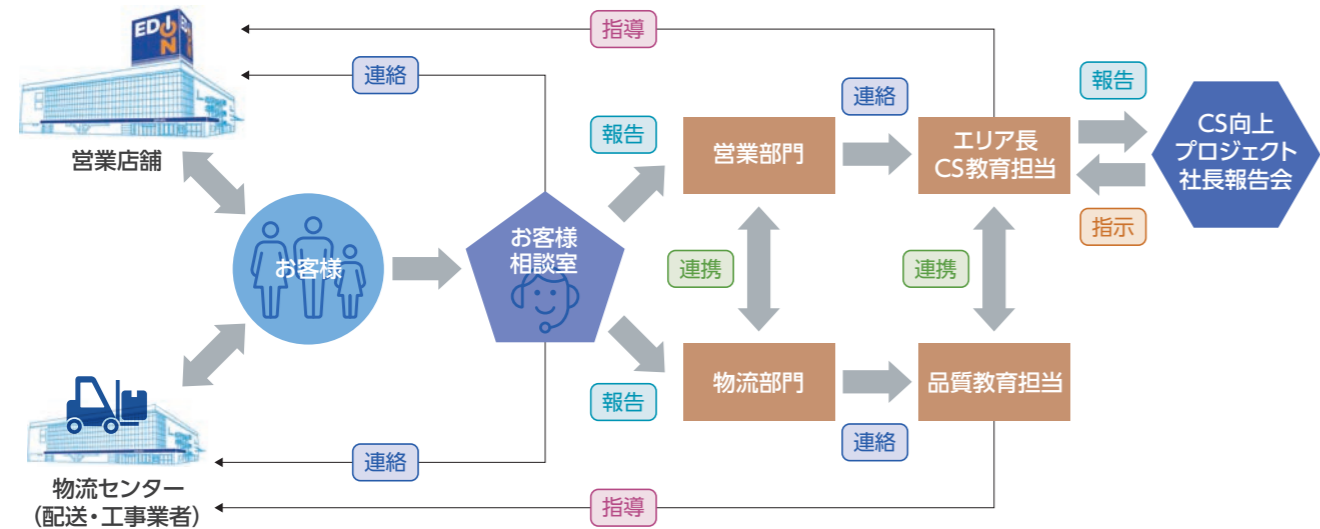 EDION
指導
連絡
営業店舗
報告
営業部門
連絡
エリア長
CS教育担当
報告
CS向上
プロジェクト
社長報告会
指示
お客様
お客様
相談室
連携
連携
物流部門
品質教育担当
報告
連絡
連絡
物流センター
(配送・工事業者)
指導